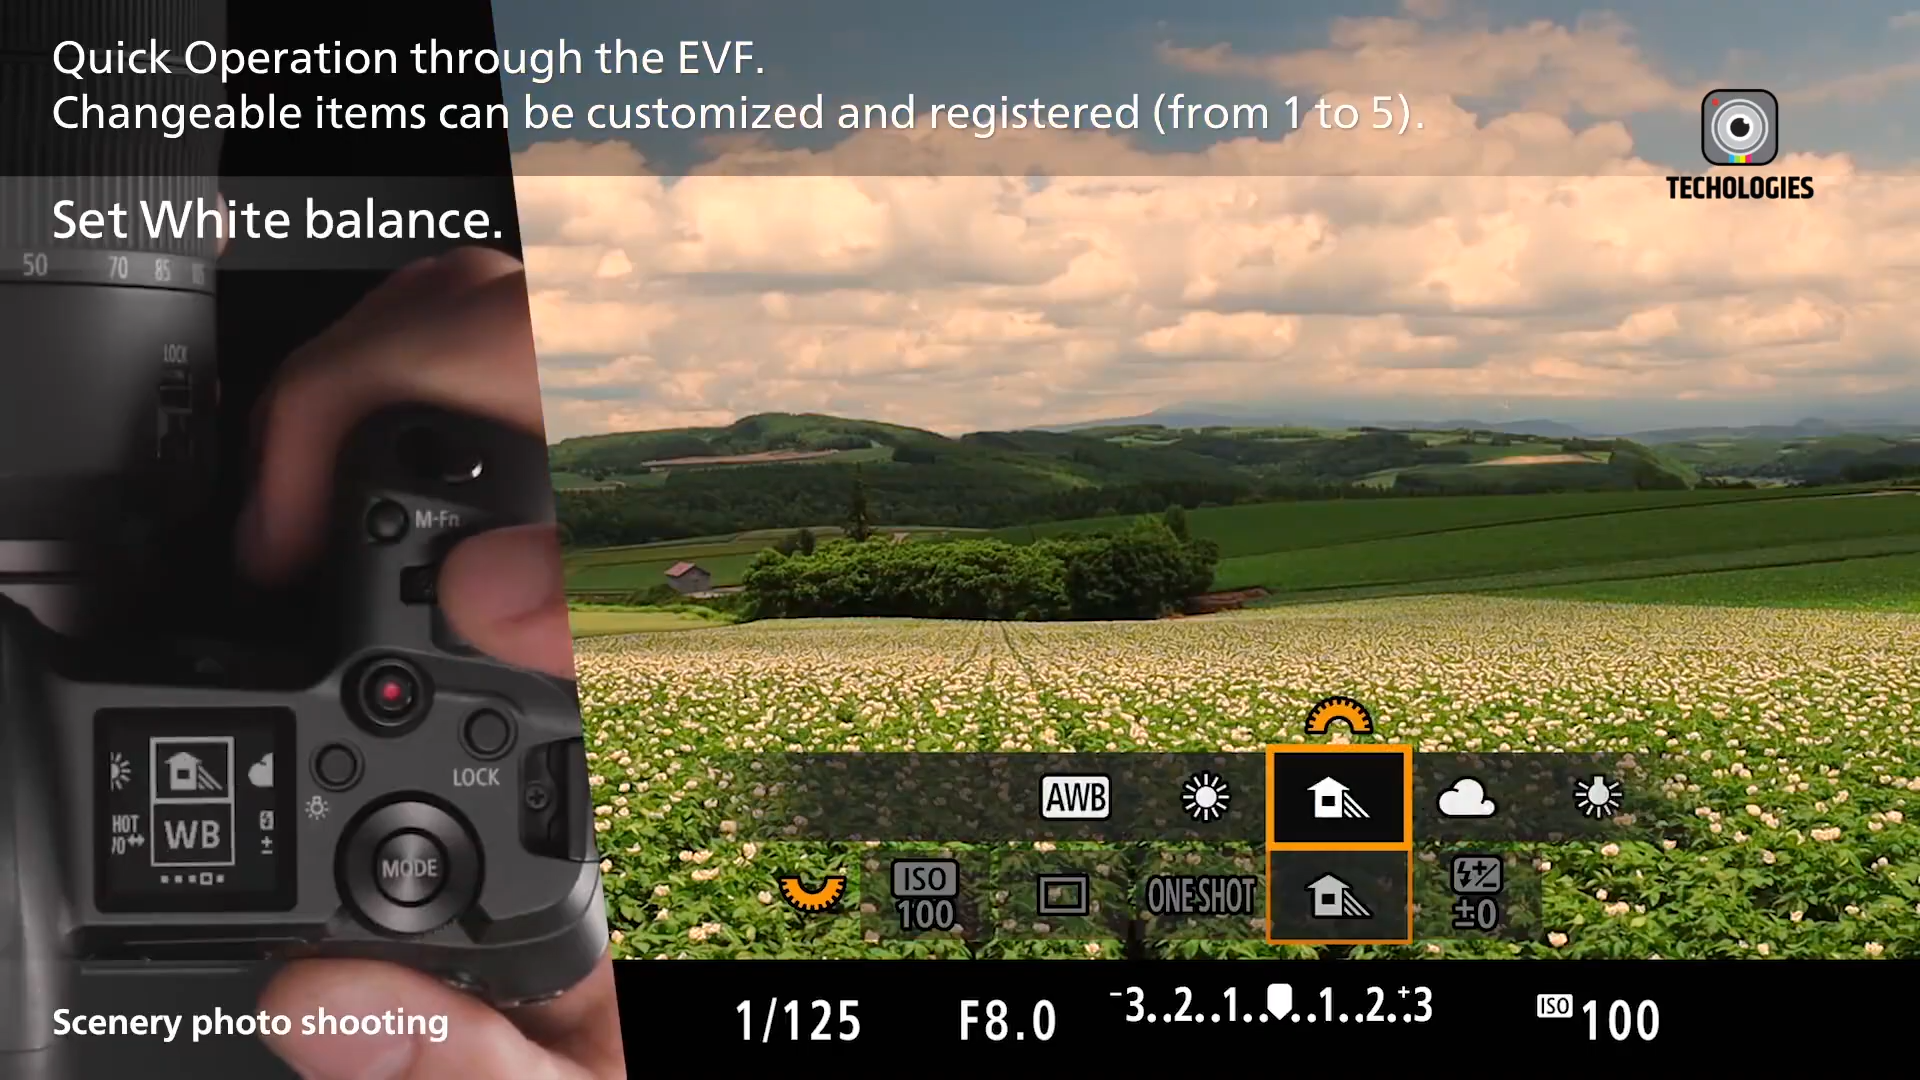 Quick Operation through the EVF.
Changeable items can be customized and registered (from 1 to 5).
TECHOLOGIES
Set White balance.
50 70 85
LOCK
M-Fn
LOCK
WB
MODE
AWB
ISO
100
ONE SHOT
±0
Scenery photo shooting
1/125 F8.0 -3..2..1....1..2..+3 ISO 100